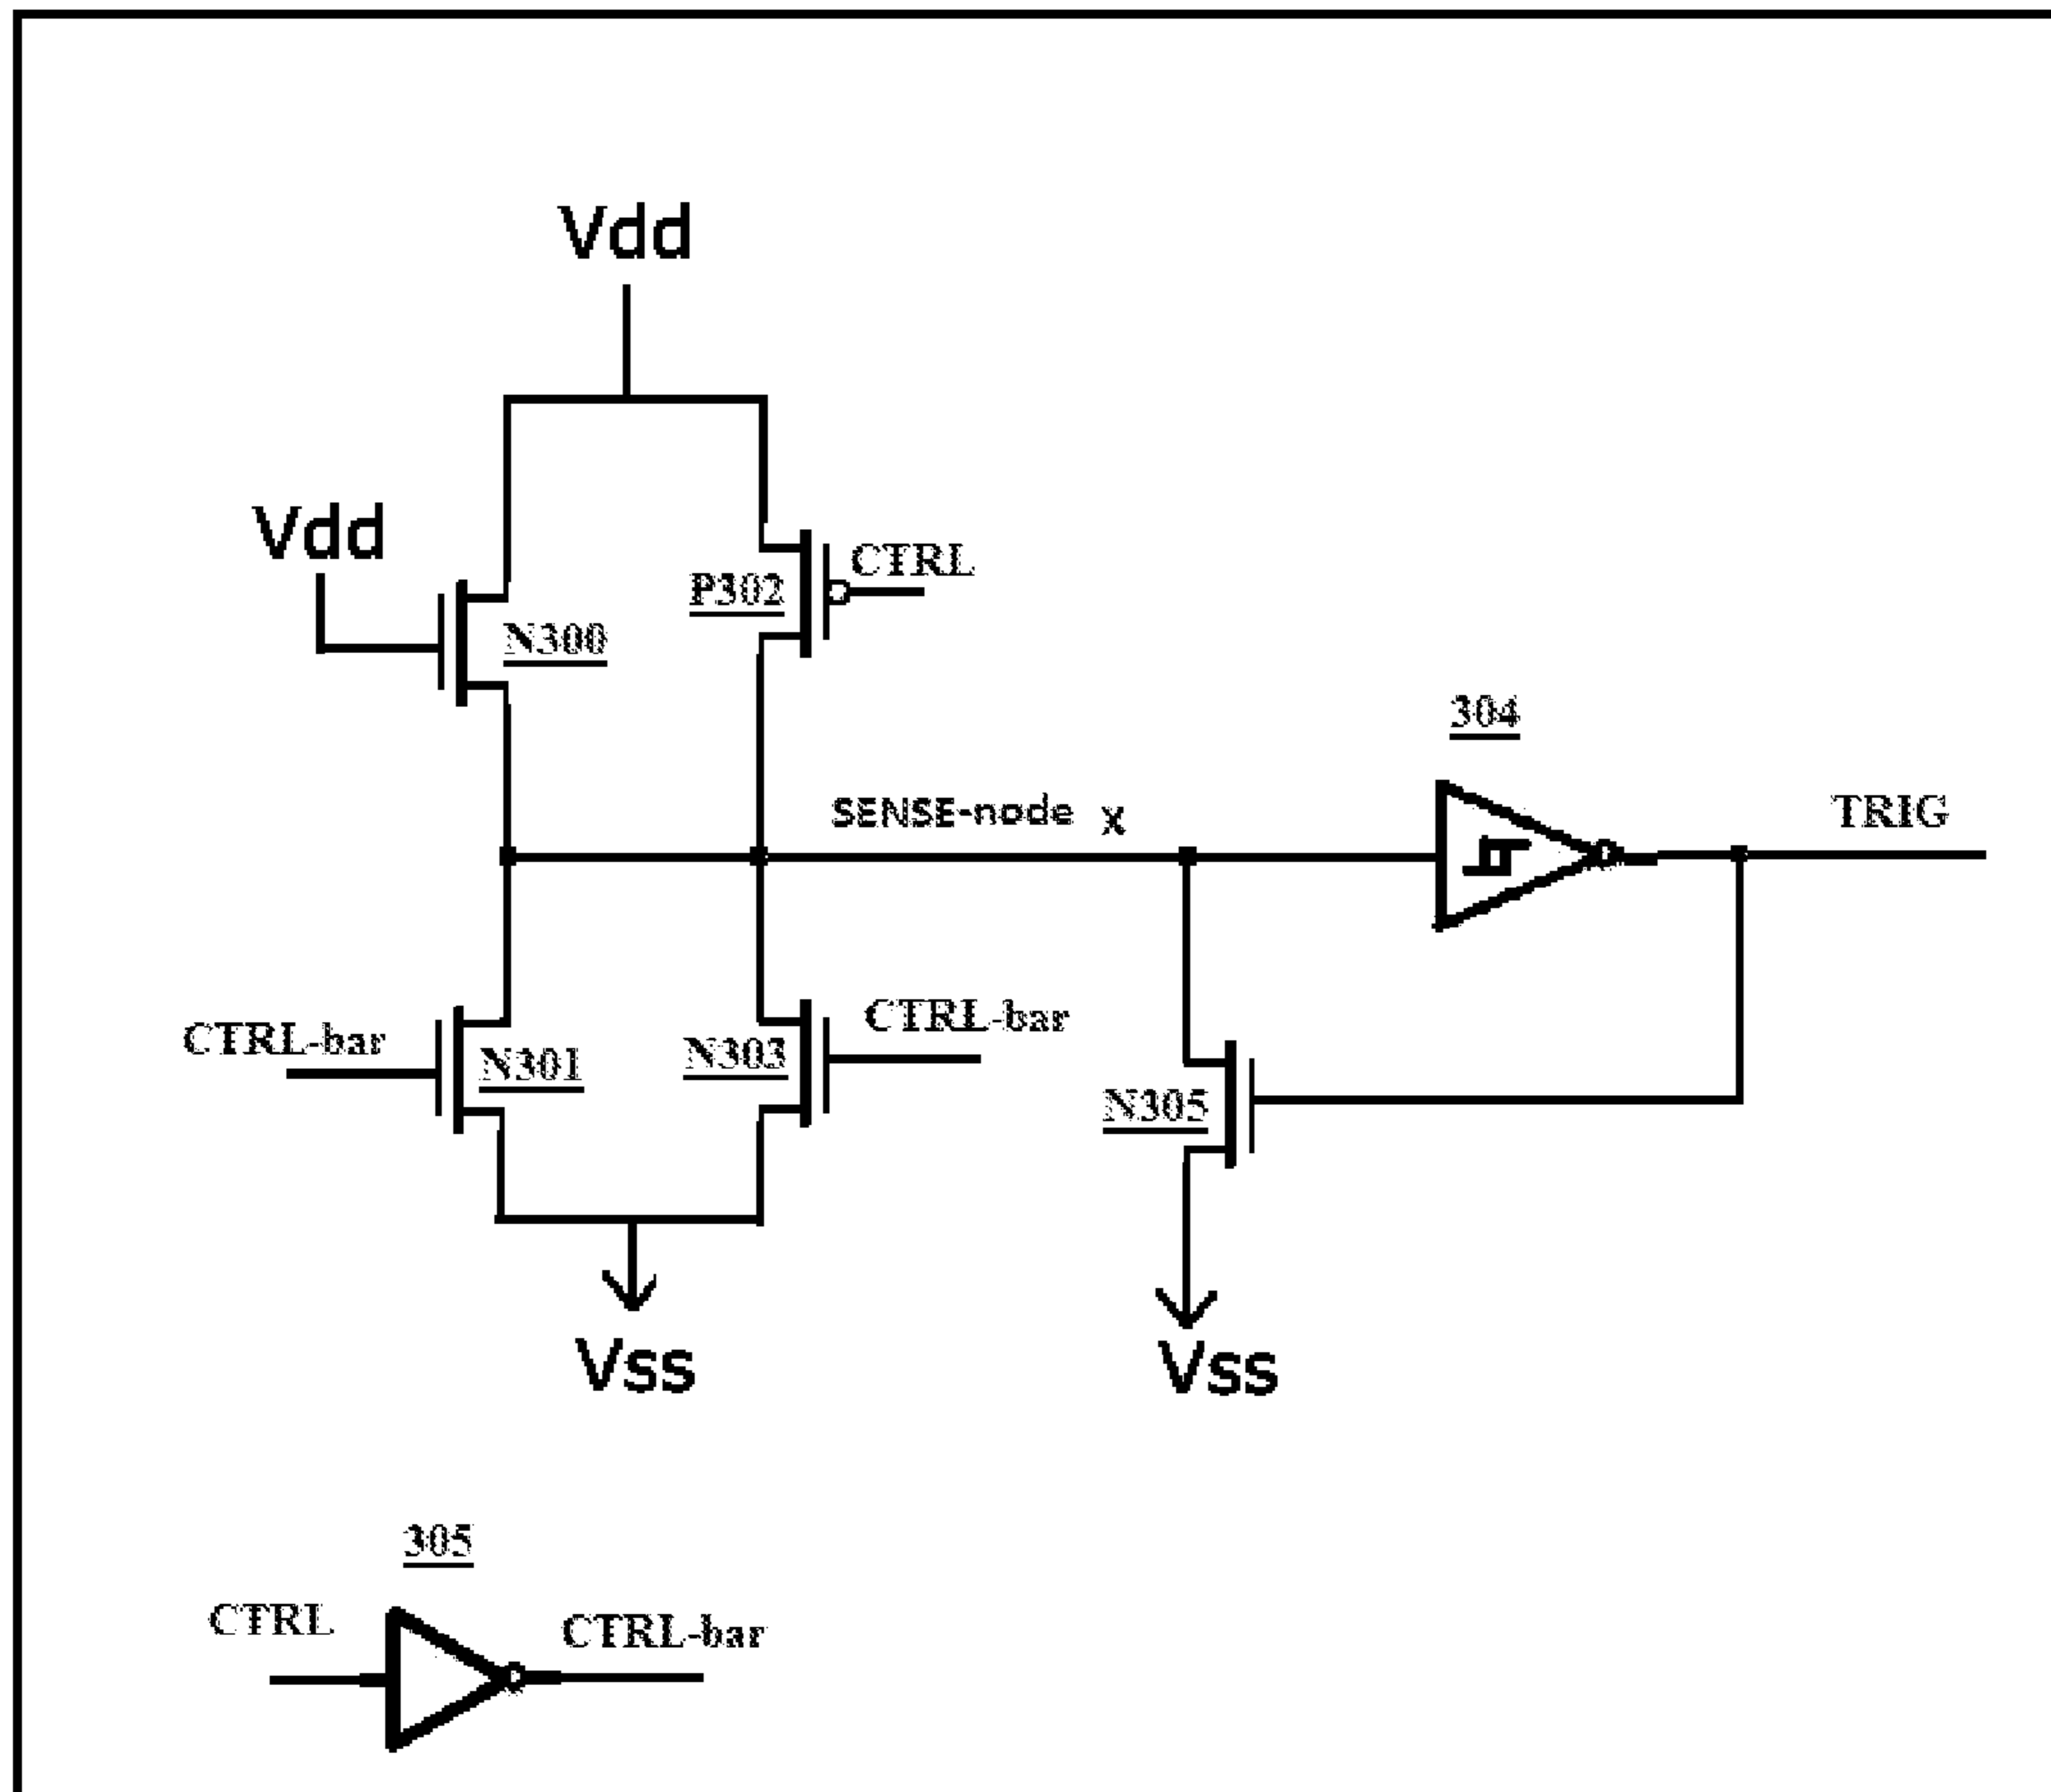 Vdd
Vdd
CTRL
P302
N300
304
SENSE-node x
TRIG
CTRL-bar
CTRL-bar
N301
N303
N305
Vss
Vss
305
CTRL
CTRL-bar